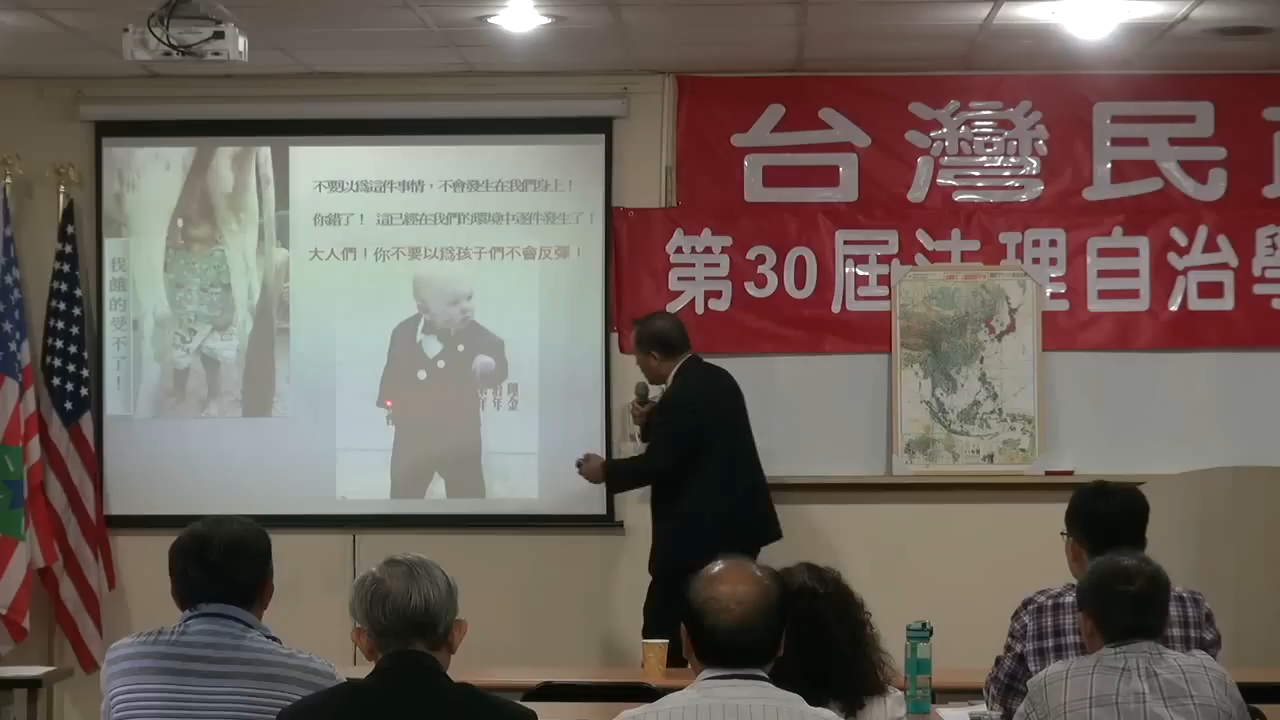 不要以為這件事情，不會發生在我們身上！
你錯了！ 這已經在我們的環境中逐件發生了！
大人們！你不要以為孩子們不會反彈！
我餓的受不了！
台灣民
第30屆法理自治學